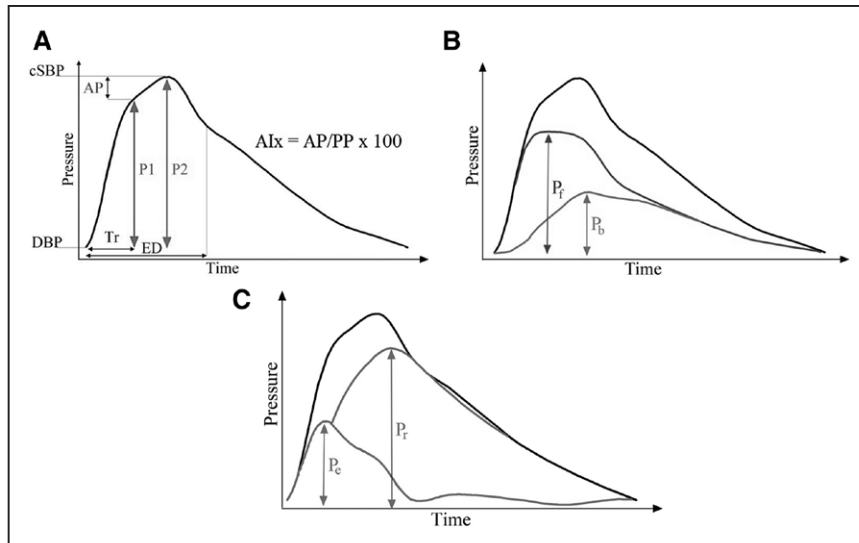 A
cSBP
AP
P1
P2
AIx = AP/PP x 100
Pressure
DBP
Tr
ED
Time
B
Pressure
Pf
Pb
Time
C
Pressure
Pe
Pr
Time